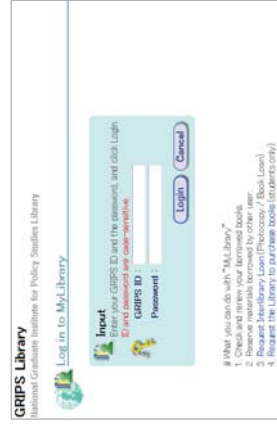 GRIPS Library
National Graduate Institute for Policy Studies Library
Log in to MyLibrary
Input
Enter your GRIPS ID and the password, and click Login
ID and password are case-sensitive.
GRIPS ID :
Password :
Login Cancel
# What you can do with "MyLibrary"
1. Check and renew your borrowed books.
2. Reserve materials borrowed by other user.
3. Request Interlibrary Loan (Photocopy / Book Loan)
4. Request the Library to purchase books (students only)